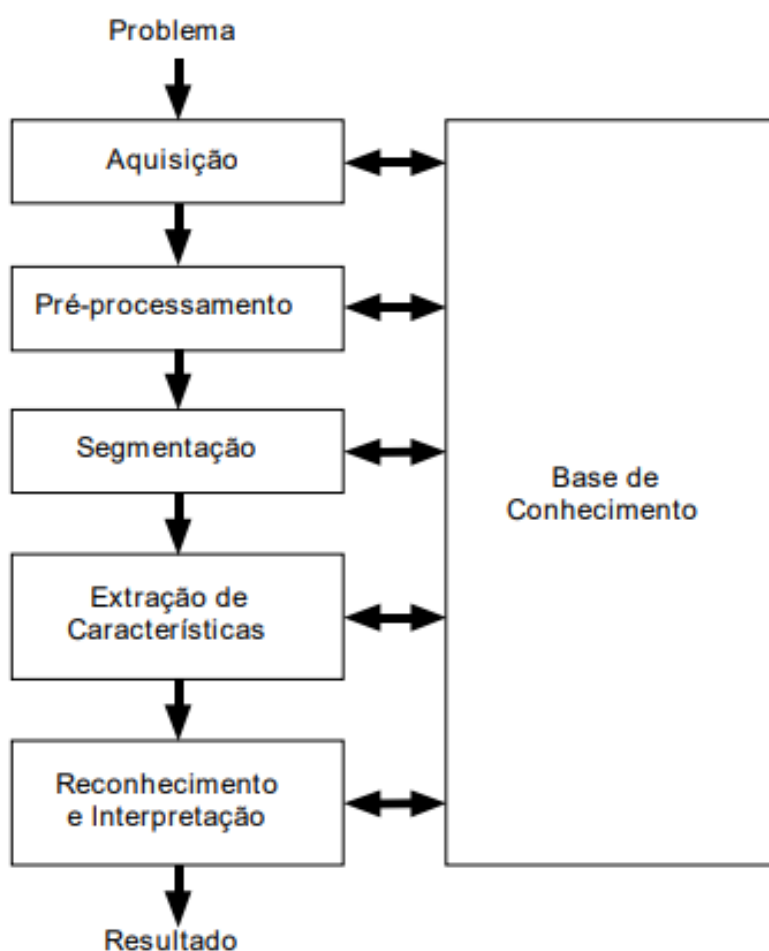 Problema
Aquisição
Pré-processamento
Segmentação
Extração de
Características
Reconhecimento
e Interpretação
Resultado
Base de
Conhecimento